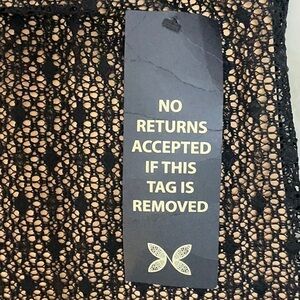 NO
RETURNS
ACCEPTED
IF THIS
TAG IS
REMOVED